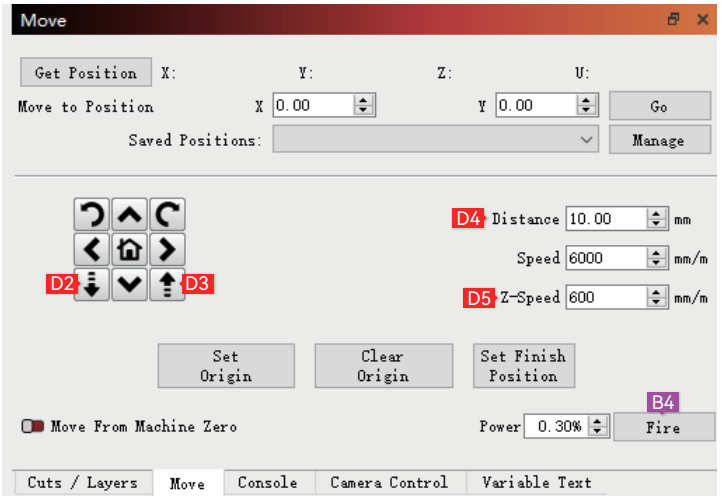 Move
Get Position X: Y: Z: U:
Move to Position X 0.00 Y 0.00 Go
Saved Positions: Manage
D4 Distance 10.00 mm
Speed 6000 mm/m
D2 D3
D5 Z-Speed 600 mm/m
Set Origin Clear Origin Set Finish Position
B4
Move From Machine Zero Power 0.30% Fire
Cuts / Layers Move Console Camera Control Variable Text